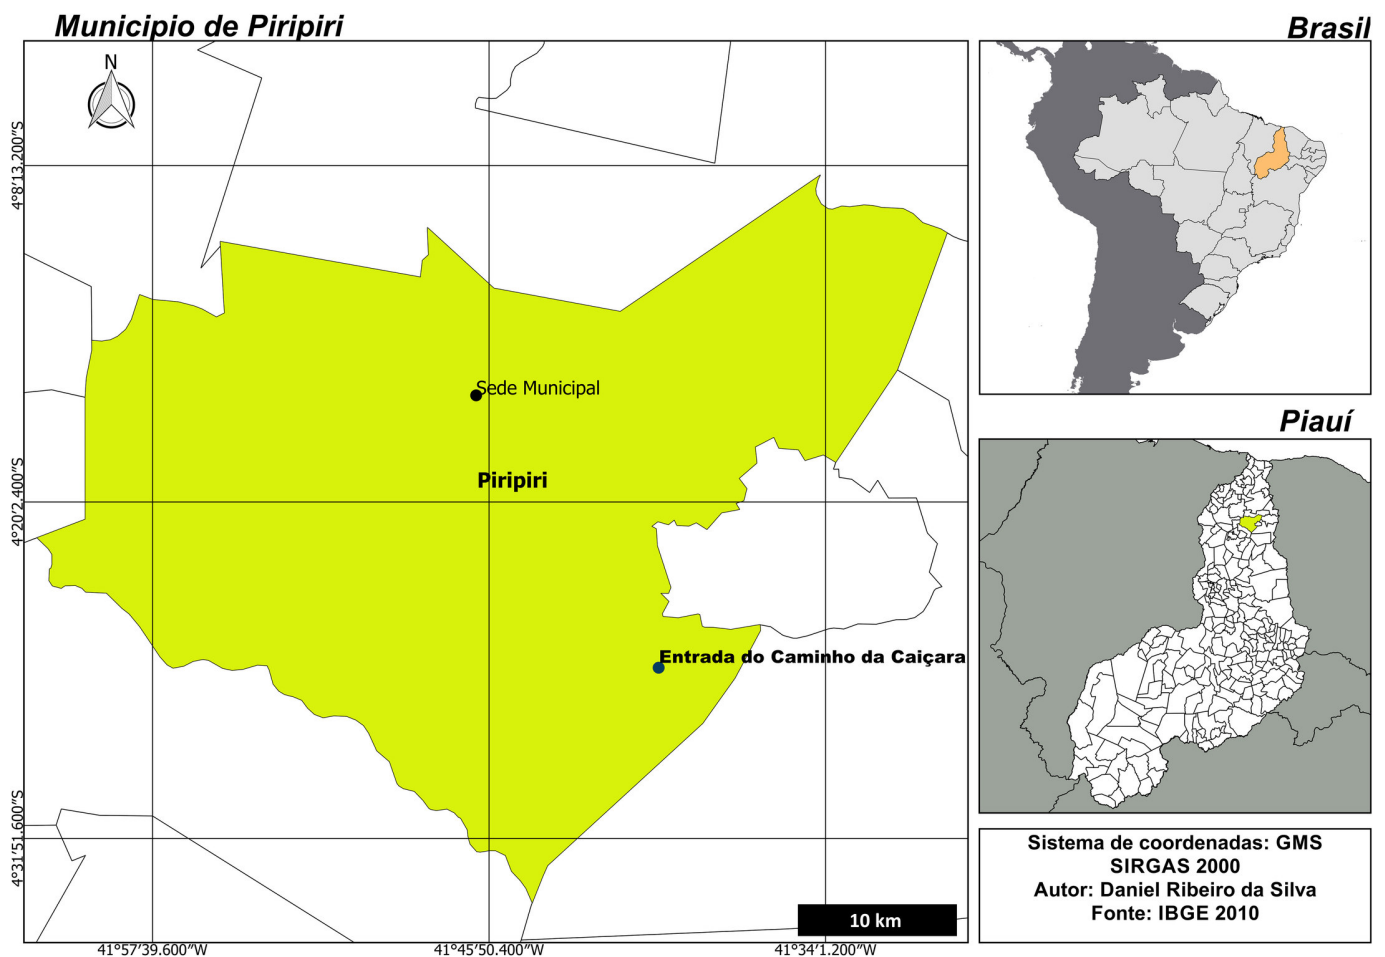 Municipio de Piripiri
Brasil
N
4°8′13.200″S
Sede Municipal
Piripiri
4°20′2.400″S
Entrada do Caminho da Caiçara
4°31′51.600″S
10 km
41°57′39.600″W
41°45′50.400″W
41°34′1.200″W
Piauí
Sistema de coordenadas: GMS
SIRGAS 2000
Autor: Daniel Ribeiro da Silva
Fonte: IBGE 2010